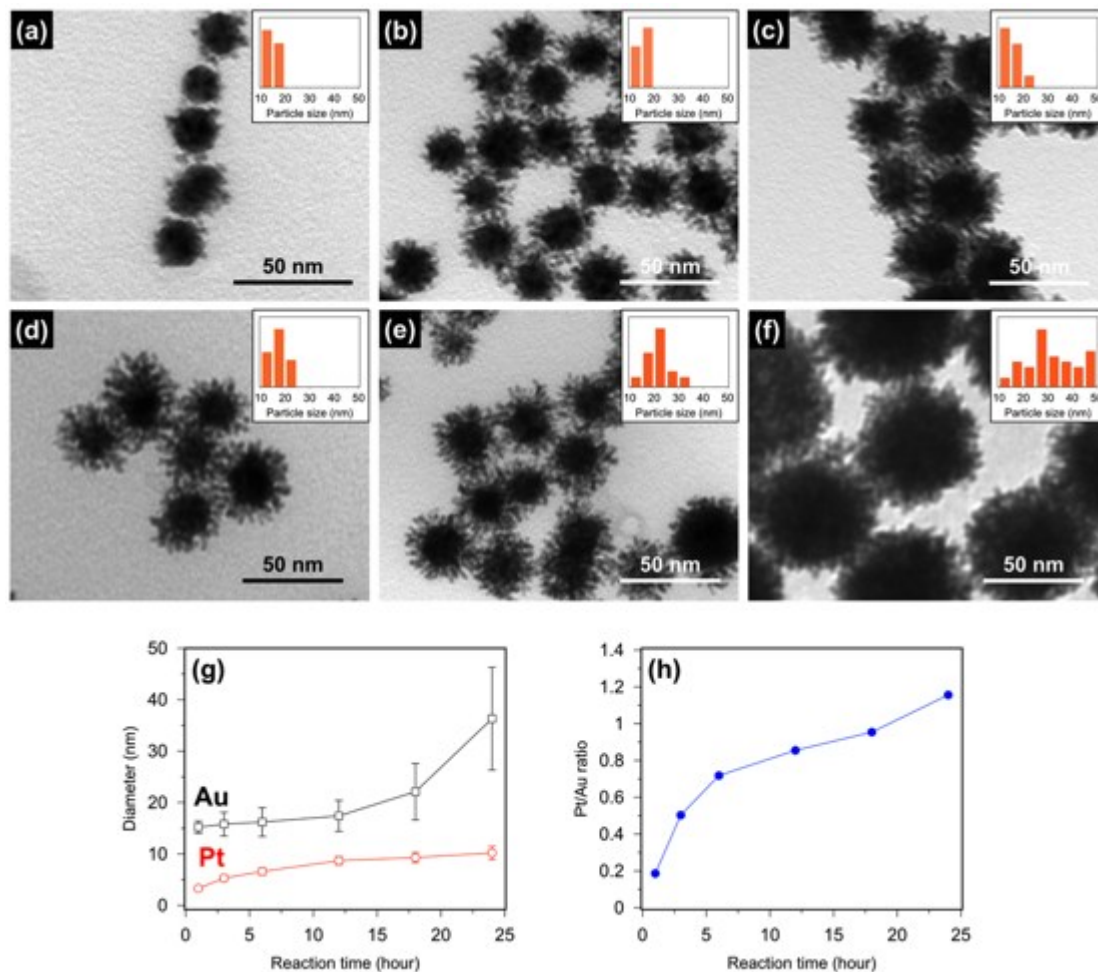 (a)
10 20 30 40 50
Particle size (nm)
50 nm
(b)
10 20 30 40 50
Particle size (nm)
50 nm
(c)
10 20 30 40 50
Particle size (nm)
50 nm
(d)
10 20 30 40 50
Particle size (nm)
50 nm
(e)
10 20 30 40 50
Particle size (nm)
50 nm
(f)
10 20 30 40 50
Particle size (nm)
50 nm
(g)
Diameter (nm)
50
40
30
20
10
0
Au
Pt
0 5 10 15 20 25
Reaction time (hour)
(h)
Pt/Au ratio
1.4
1.2
1
0.8
0.6
0.4
0.2
0 5 10 15 20 25
Reaction time (hour)